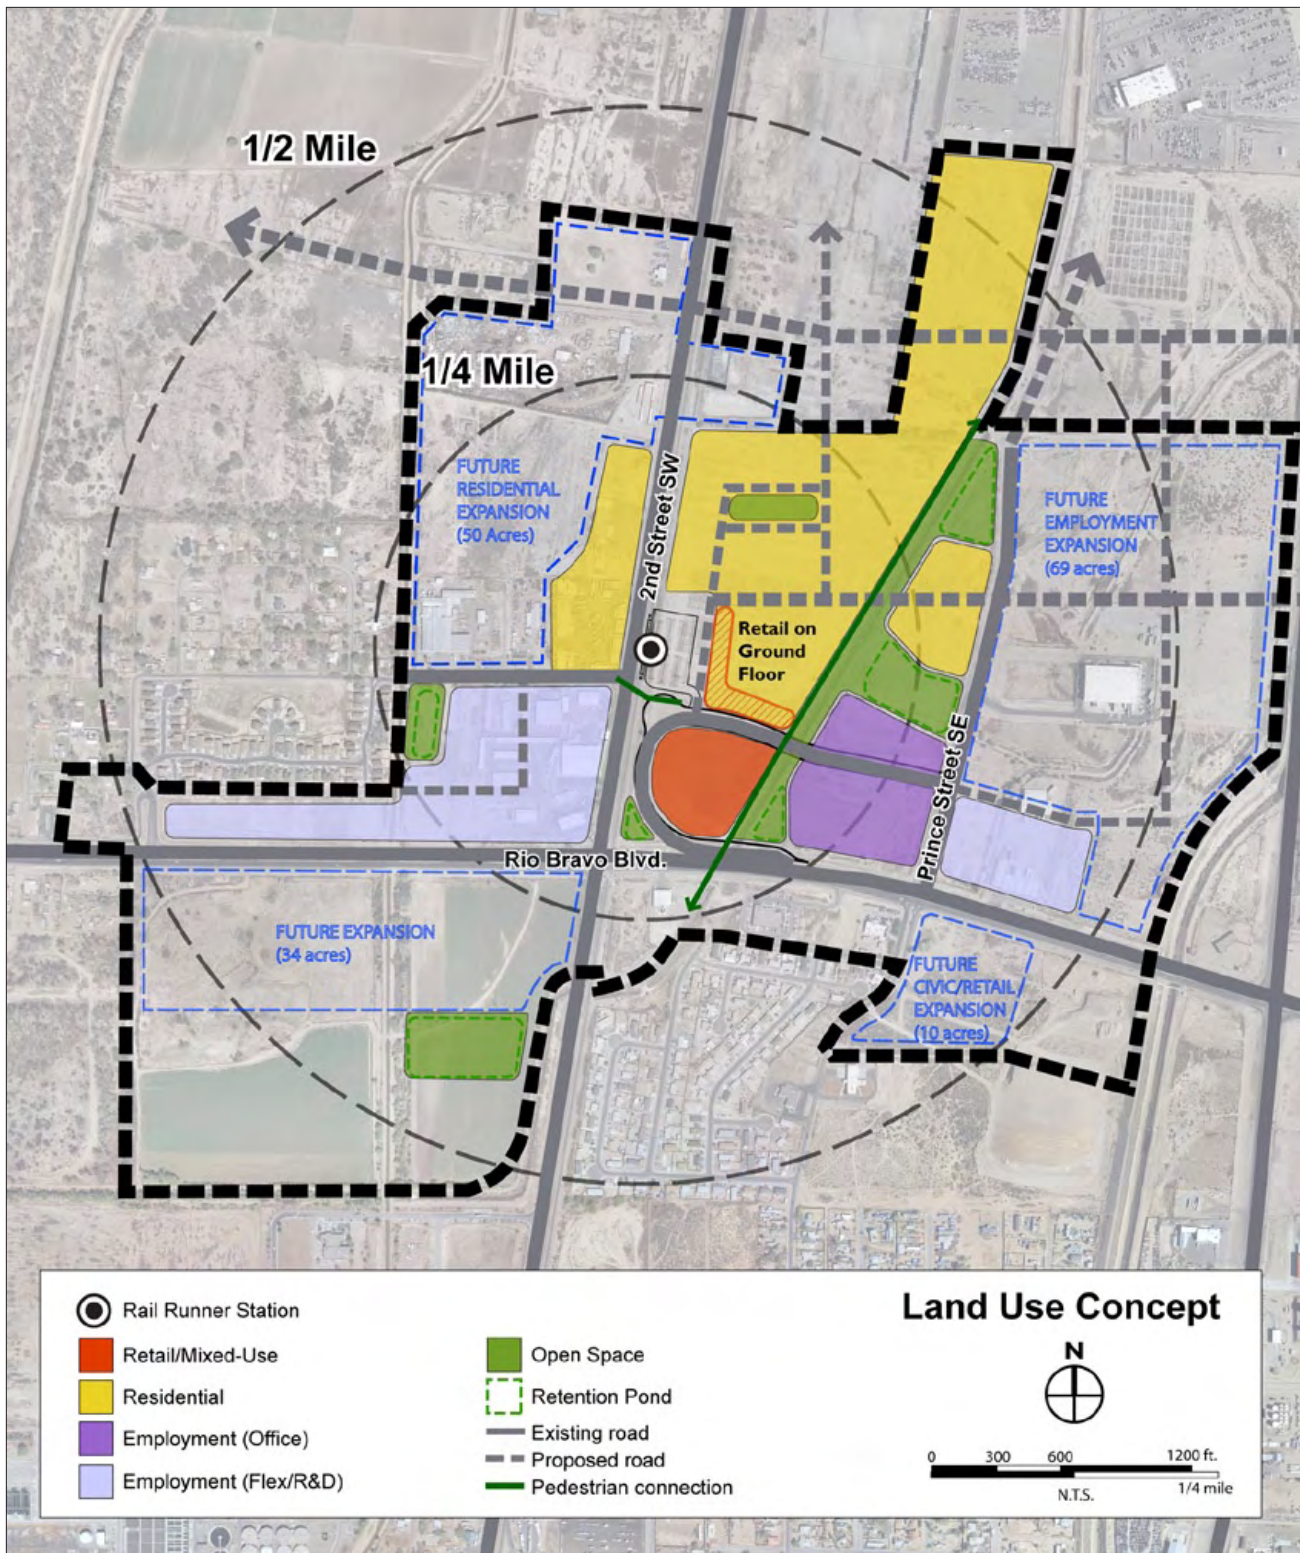 1/2 Mile
1/4 Mile
FUTURE
RESIDENTIAL
EXPANSION
(50 Acres)
2nd Street SW
FUTURE
EMPLOYMENT
EXPANSION
(69 acres)
Retail on
Ground
Floor
Prince Street SE
Rio Bravo Blvd.
FUTURE EXPANSION
(34 acres)
FUTURE
CIVIC/RETAIL
EXPANSION
(10 acres)
Land Use Concept
Rail Runner Station
Retail/Mixed-Use
Residential
Employment (Office)
Employment (Flex/R&D)
Open Space
Retention Pond
Existing road
Proposed road
Pedestrian connection
N
0 300 600 1200 ft.
N.T.S.
1/4 mile